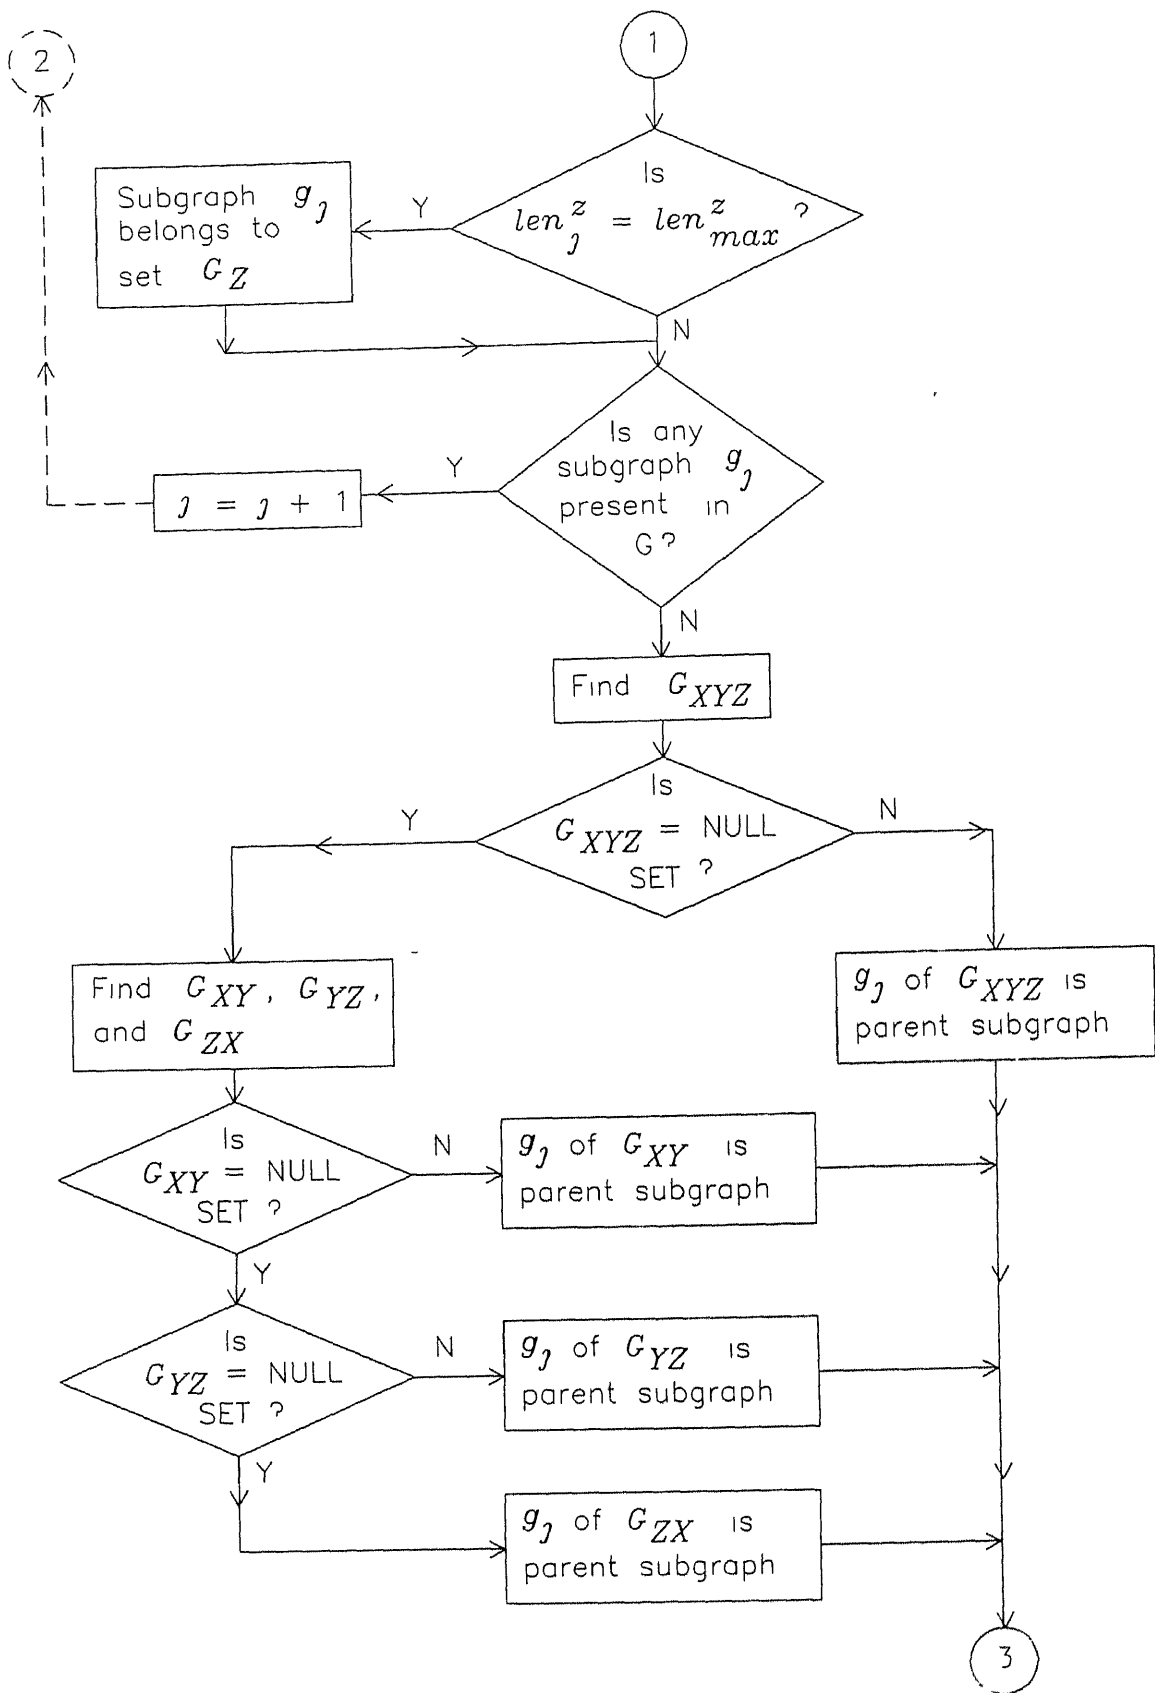 2
1
Is
len_j^z = len_max^z ?
Y
Subgraph g_j
belongs to
set G_Z
N
Is any
subgraph g_j
present in
G?
Y
j = j + 1
N
Find G_XYZ
Is
G_XYZ = NULL
SET ?
Y
N
Find G_XY, G_YZ,
and G_ZX
g_j of G_XYZ is
parent subgraph
Is
G_XY = NULL
SET ?
N
g_j of G_XY is
parent subgraph
Y
Is
G_YZ = NULL
SET ?
N
g_j of G_YZ is
parent subgraph
Y
g_j of G_ZX is
parent subgraph
3